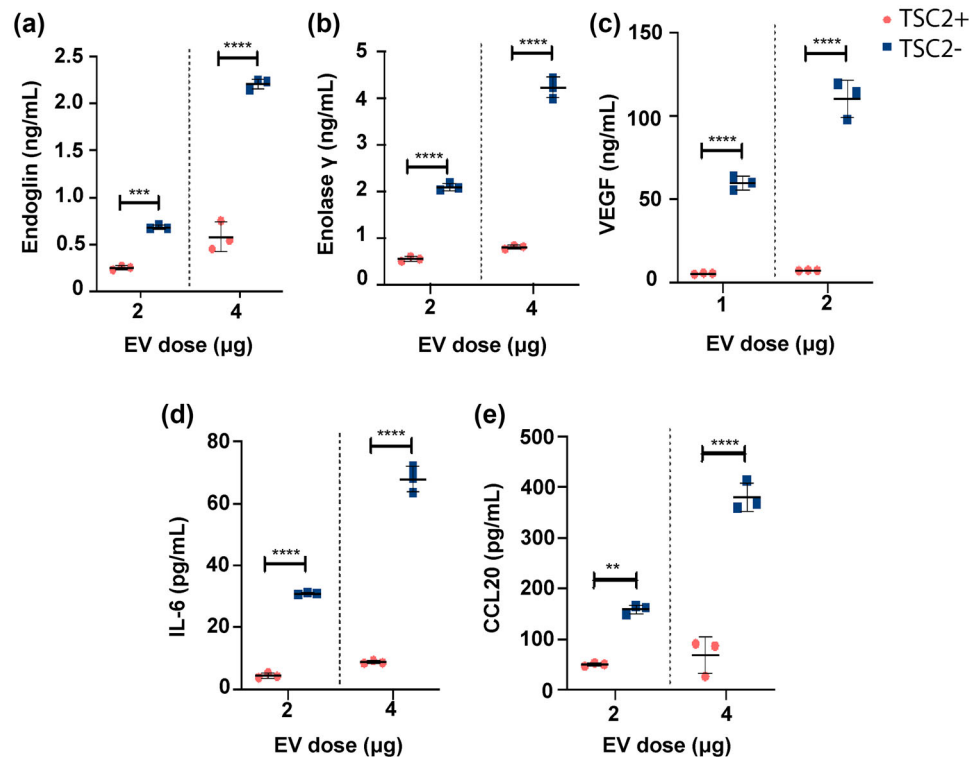 (a)
Endoglin (ng/mL)
2.5
2.0
1.5
1.0
0.5
0.0
***
****
2
4
EV dose (μg)
(b)
Enolase γ (ng/mL)
5
4
3
2
1
0
****
****
2
4
EV dose (μg)
(c)
VEGF (ng/mL)
150
100
50
0
****
****
1
2
EV dose (μg)
TSC2+
TSC2-
(d)
IL-6 (pg/mL)
80
60
40
20
0
****
****
2
4
EV dose (μg)
(e)
CCL20 (pg/mL)
500
400
300
200
100
0
**
****
2
4
EV dose (μg)